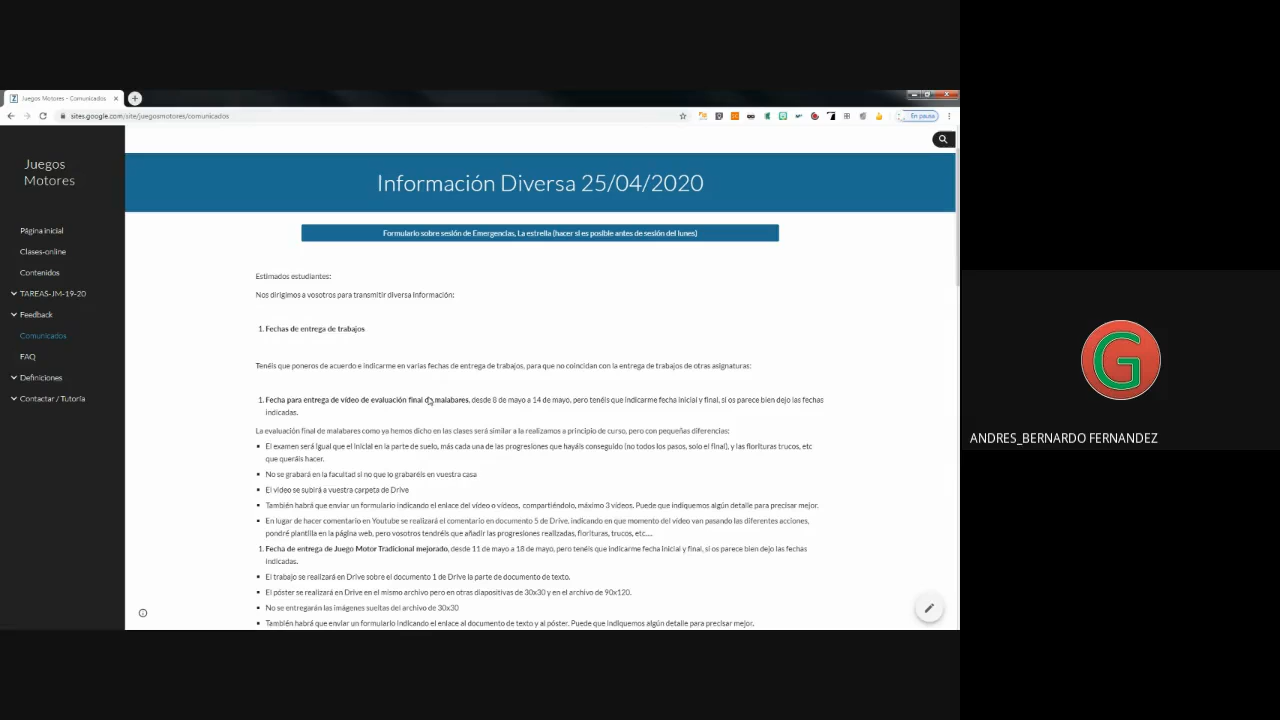 Juegos Motores - Comunicados
sites.google.com/site/juegosmotores/comunicados
En pausa
Juegos
Motores
Página inicial
Clases-online
Contenidos
TAREAS-JM-19-20
Feedback
Comunicados
FAQ
Definiciones
Contactar / Tutoría
Información Diversa 25/04/2020
Formulario sobre sesión de Emergencias, La estrella (hacer si es posible antes de sesión del lunes)
Estimados estudiantes:
Nos dirigimos a vosotros para transmitir diversa información:
1. Fechas de entrega de trabajos
Tenéis que poneros de acuerdo e indicarme en varias fechas de entrega de trabajos, para que no coincidan con la entrega de trabajos de otras asignaturas:
1. Fecha para entrega de vídeo de evaluación final de malabares, desde 8 de mayo a 14 de mayo, pero tenéis que indicarme fecha inicial y final, si os parece bien dejo las fechas
indicadas.
La evaluación final de malabares como ya hemos dicho en las clases será similar a la realizamos a principio de curso, pero con pequeñas diferencias:
El examen será igual que el inicial en la parte de suelo, más cada una de las progresiones que hayáis conseguido (no todos los pasos, solo el final), y las florituras trucos, etc
que queráis hacer.
No se grabará en la facultad si no que lo grabaréis en vuestra casa
El video se subirá a vuestra carpeta de Drive
También habrá que enviar un formulario indicando el enlace del vídeo o vídeos, compartiéndolo, máximo 3 vídeos. Puede que indiquemos algún detalle para precisar mejor.
En lugar de hacer comentario en Youtube se realizará el comentario en documento 5 de Drive, indicando en que momento del video van pasando las diferentes acciones,
pondré plantilla en la página web, pero vosotros tendréis que añadir las progresiones realizadas, florituras, trucos, etc....
1. Fecha de entrega de Juego Motor Tradicional mejorado, desde 11 de mayo a 18 de mayo, pero tenéis que indicarme fecha inicial y final, si os parece bien dejo las fechas
indicadas.
El trabajo se realizará en Drive sobre el documento 1 de Drive la parte de documento de texto.
El póster se realizará en Drive en el mismo archivo pero en otras diapositivas de 30x30 y en el archivo de 90x120.
No se entregarán las imágenes sueltas del archivo de 30x30
También habrá que enviar un formulario indicando el enlace al documento de texto y al póster. Puede que indiquemos algún detalle para precisar mejor.
G
ANDRES_BERNARDO FERNANDEZ